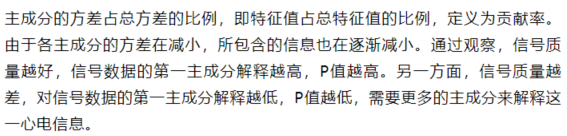 主成分的方差占总方差的比例，即特征值占总特征值的比例，定义为贡献率。
由于各主成分的方差在减小，所包含的信息也在逐渐减小。通过观察，信号质
量越好，信号数据的第一主成分解释越高，P值越高。另一方面，信号质量越
差，对信号数据的第一主成分解释越低，P值越低，需要更多的主成分来解释这
一心电信息。